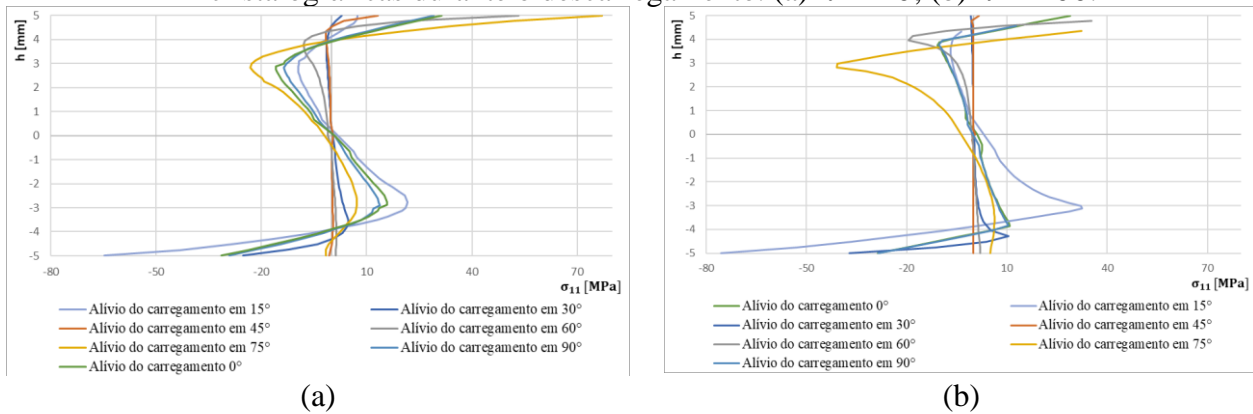 5
4
3
2
1
0
-1
-2
-3
-4
-5
h [mm]
-80 -50 -20 10 40 70
σ₁₁ [MPa]
Alívio do carregamento em 15° Alívio do carregamento em 30°
Alívio do carregamento em 45° Alívio do carregamento em 60°
Alívio do carregamento em 75° Alívio do carregamento em 90°
Alívio do carregamento 0°
(a)
5
4
3
2
1
0
-1
-2
-3
-4
-5
h [mm]
-80 -50 -20 10 40 70
σ₁₁ [MPa]
Alívio do carregamento 0° Alívio do carregamento em 15°
Alívio do carregamento em 30° Alívio do carregamento em 45°
Alívio do carregamento em 60° Alívio do carregamento em 75°
Alívio do carregamento em 90°
(b)